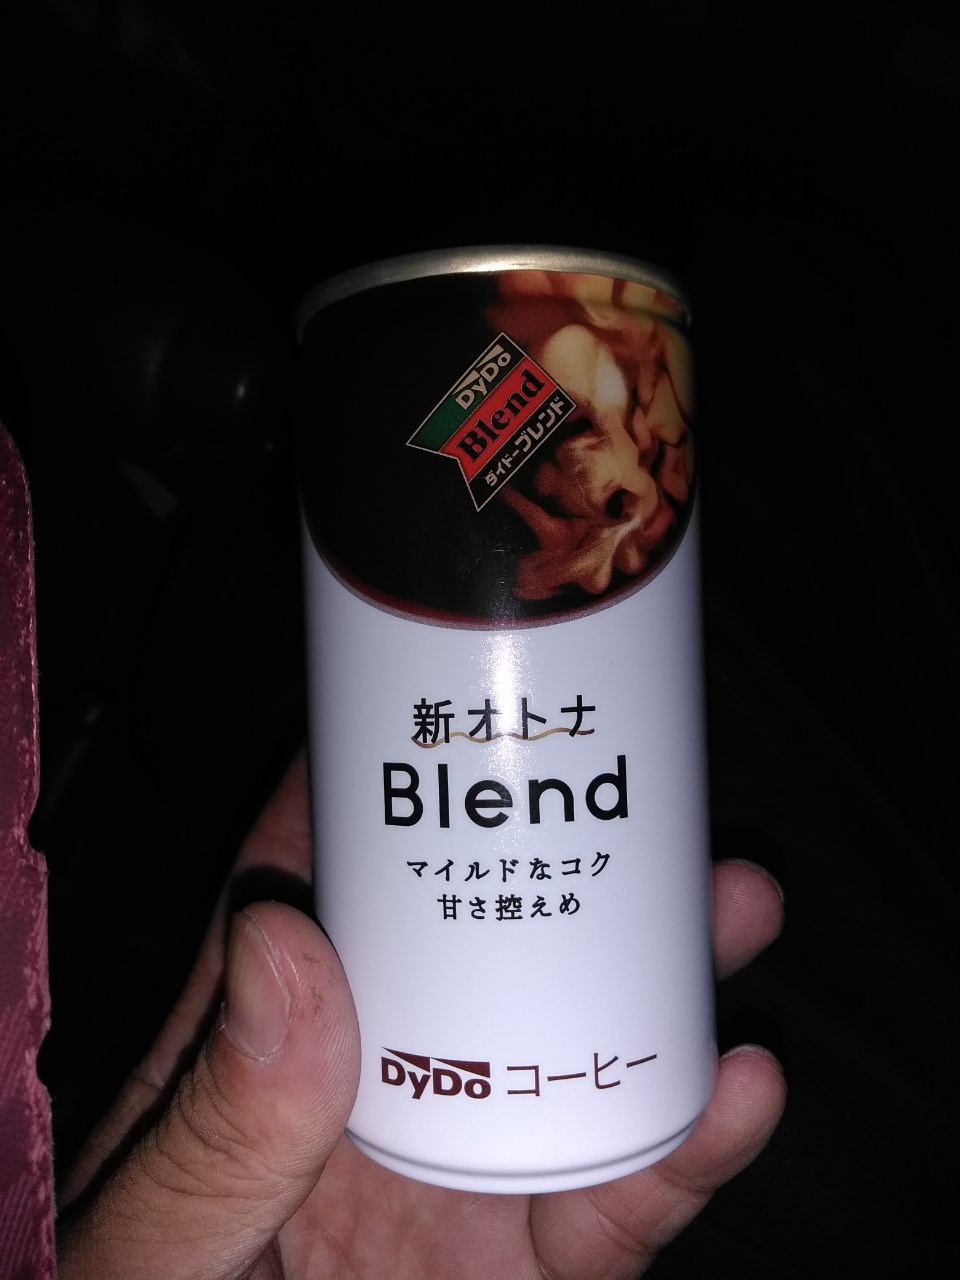 DyDo
Blend
ダイドーブレンド
新オトナ
Blend
マイルドなコク
甘さ控えめ
DyDo コーヒー